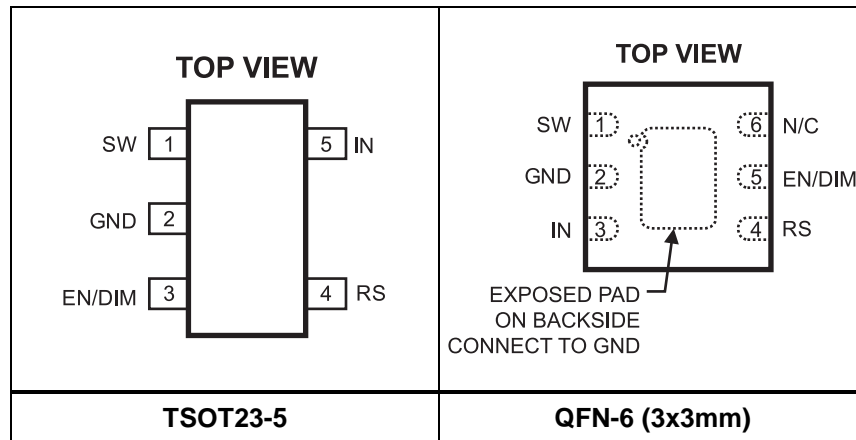 TOP VIEW
SW 1
5 IN
GND 2
EN/DIM 3
4 RS
TSOT23-5
TOP VIEW
SW 1
6 N/C
GND 2
5 EN/DIM
IN 3
4 RS
EXPOSED PAD
ON BACKSIDE
CONNECT TO GND
QFN-6 (3x3mm)